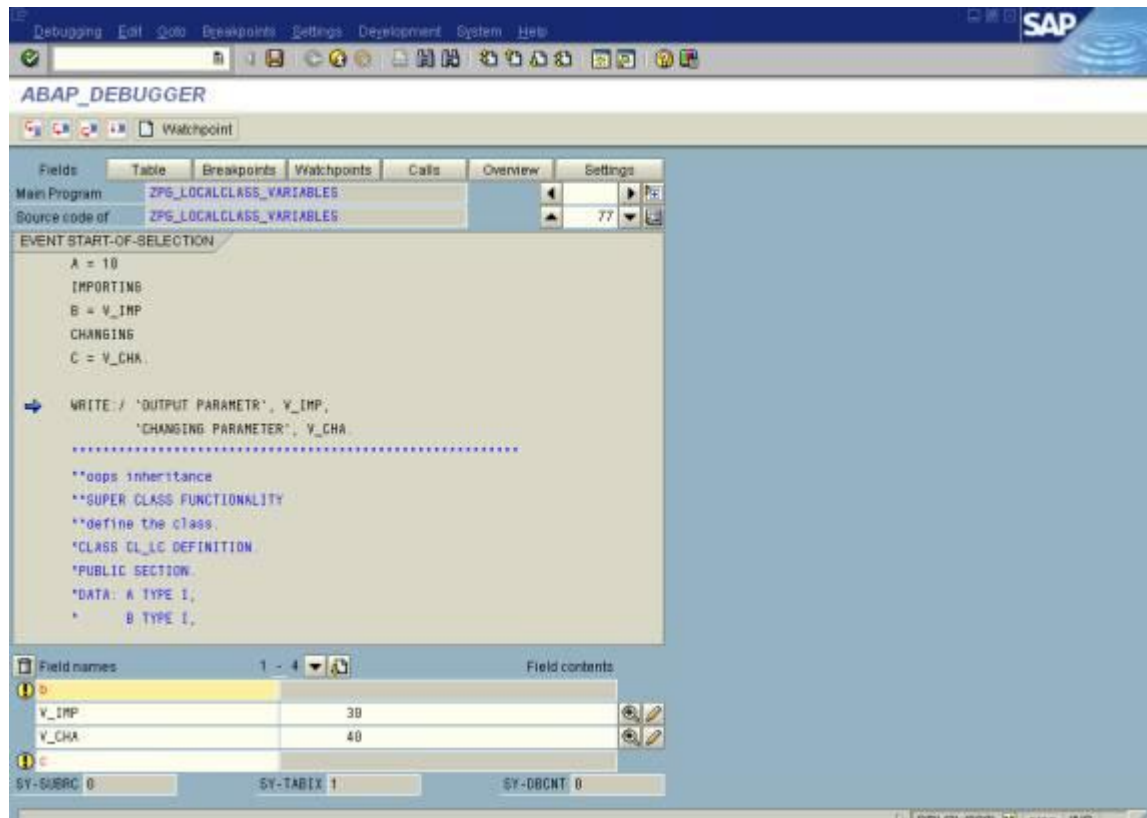 Debugging Edit Goto Breakpoints Settings Development System Help
SAP
ABAP_DEBUGGER
Watchpoint
Fields Table Breakpoints Watchpoints Calls Overview Settings
Main Program ZPG_LOCALCLASS_VARIABLES
Source code of ZPG_LOCALCLASS_VARIABLES 77
EVENT START-OF-SELECTION
A = 10
IMPORTING
B = V_IMP
CHANGING
C = V_CHA.
WRITE:/ 'OUTPUT PARAMETR', V_IMP,
'CHANGING PARAMETER', V_CHA.
*********************************************************
**oops inheritance
**SUPER CLASS FUNCTIONALITY
**define the class.
*CLASS CL_LC DEFINITION.
*PUBLIC SECTION.
*DATA: A TYPE I,
* B TYPE I,
Field names 1 - 4 Field contents
b
V_IMP 30
V_CHA 40
c
SY-SUBRC 0 SY-TABIX 1 SY-DBCNT 0